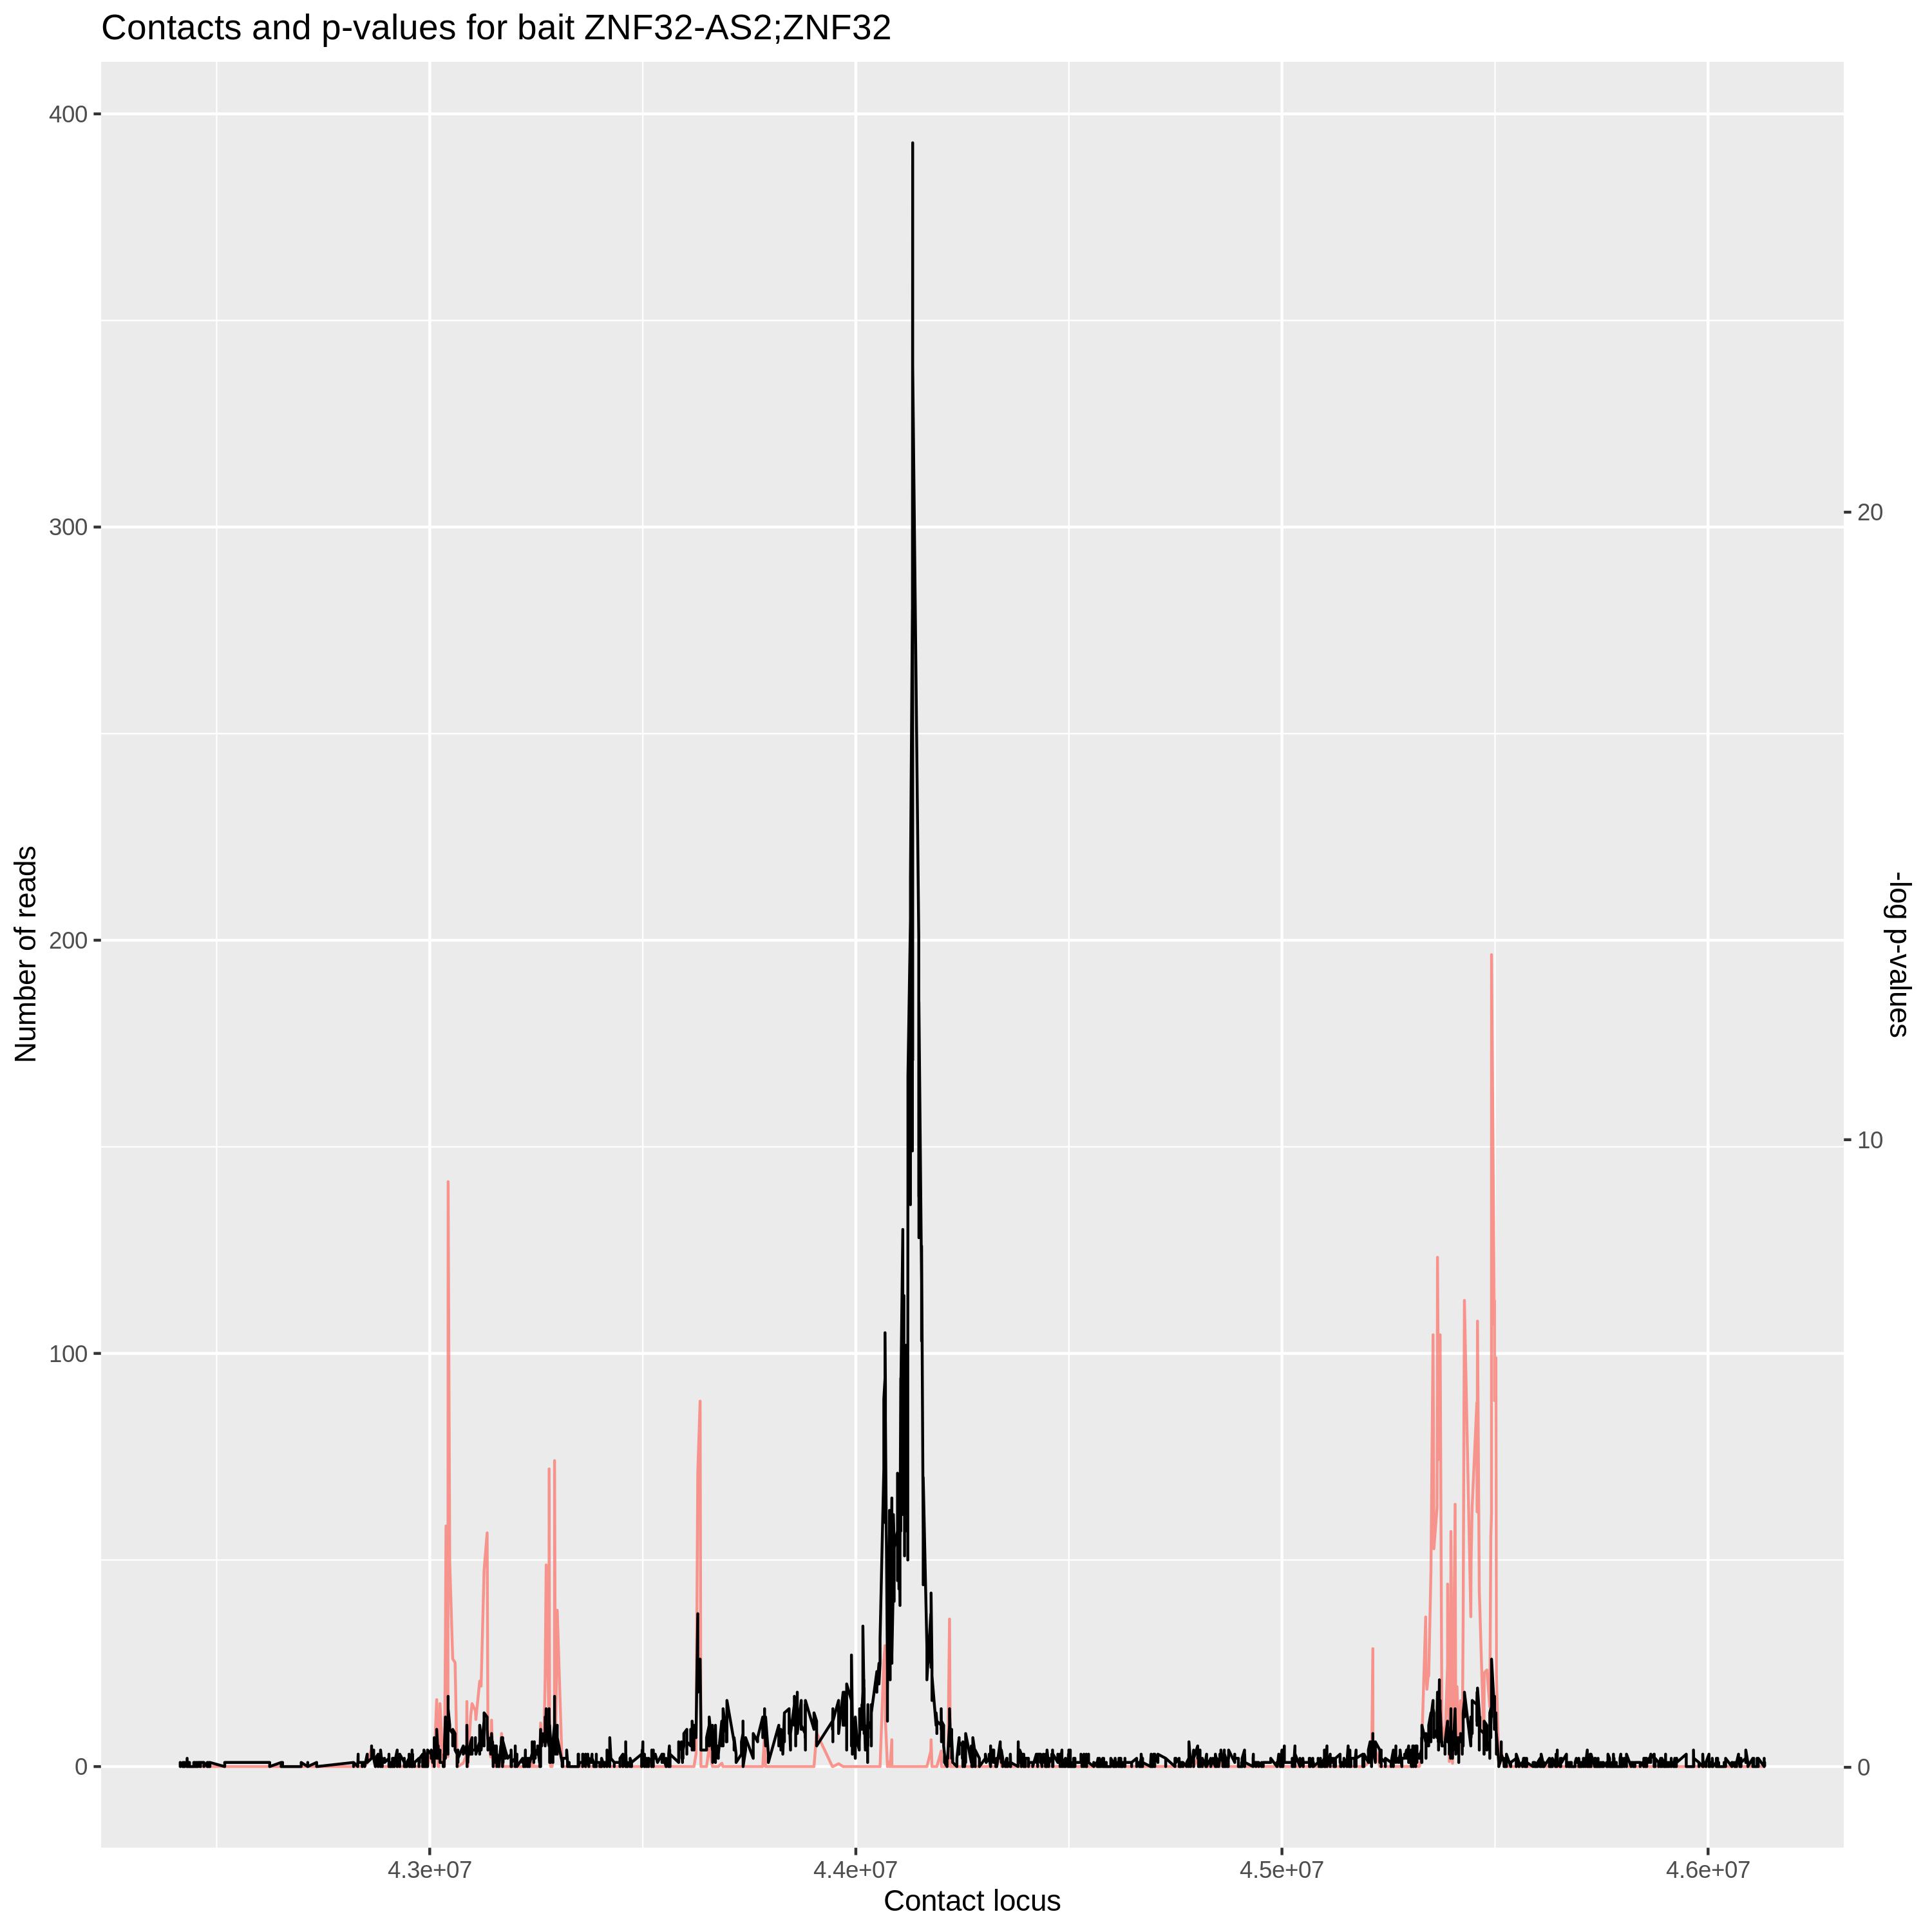 Contacts and p-values for bait ZNF32-AS2;ZNF32
400
300
200
100
0
Number of reads
20
10
0
-log p-values
4.3e+07
4.4e+07
4.5e+07
4.6e+07
Contact locus